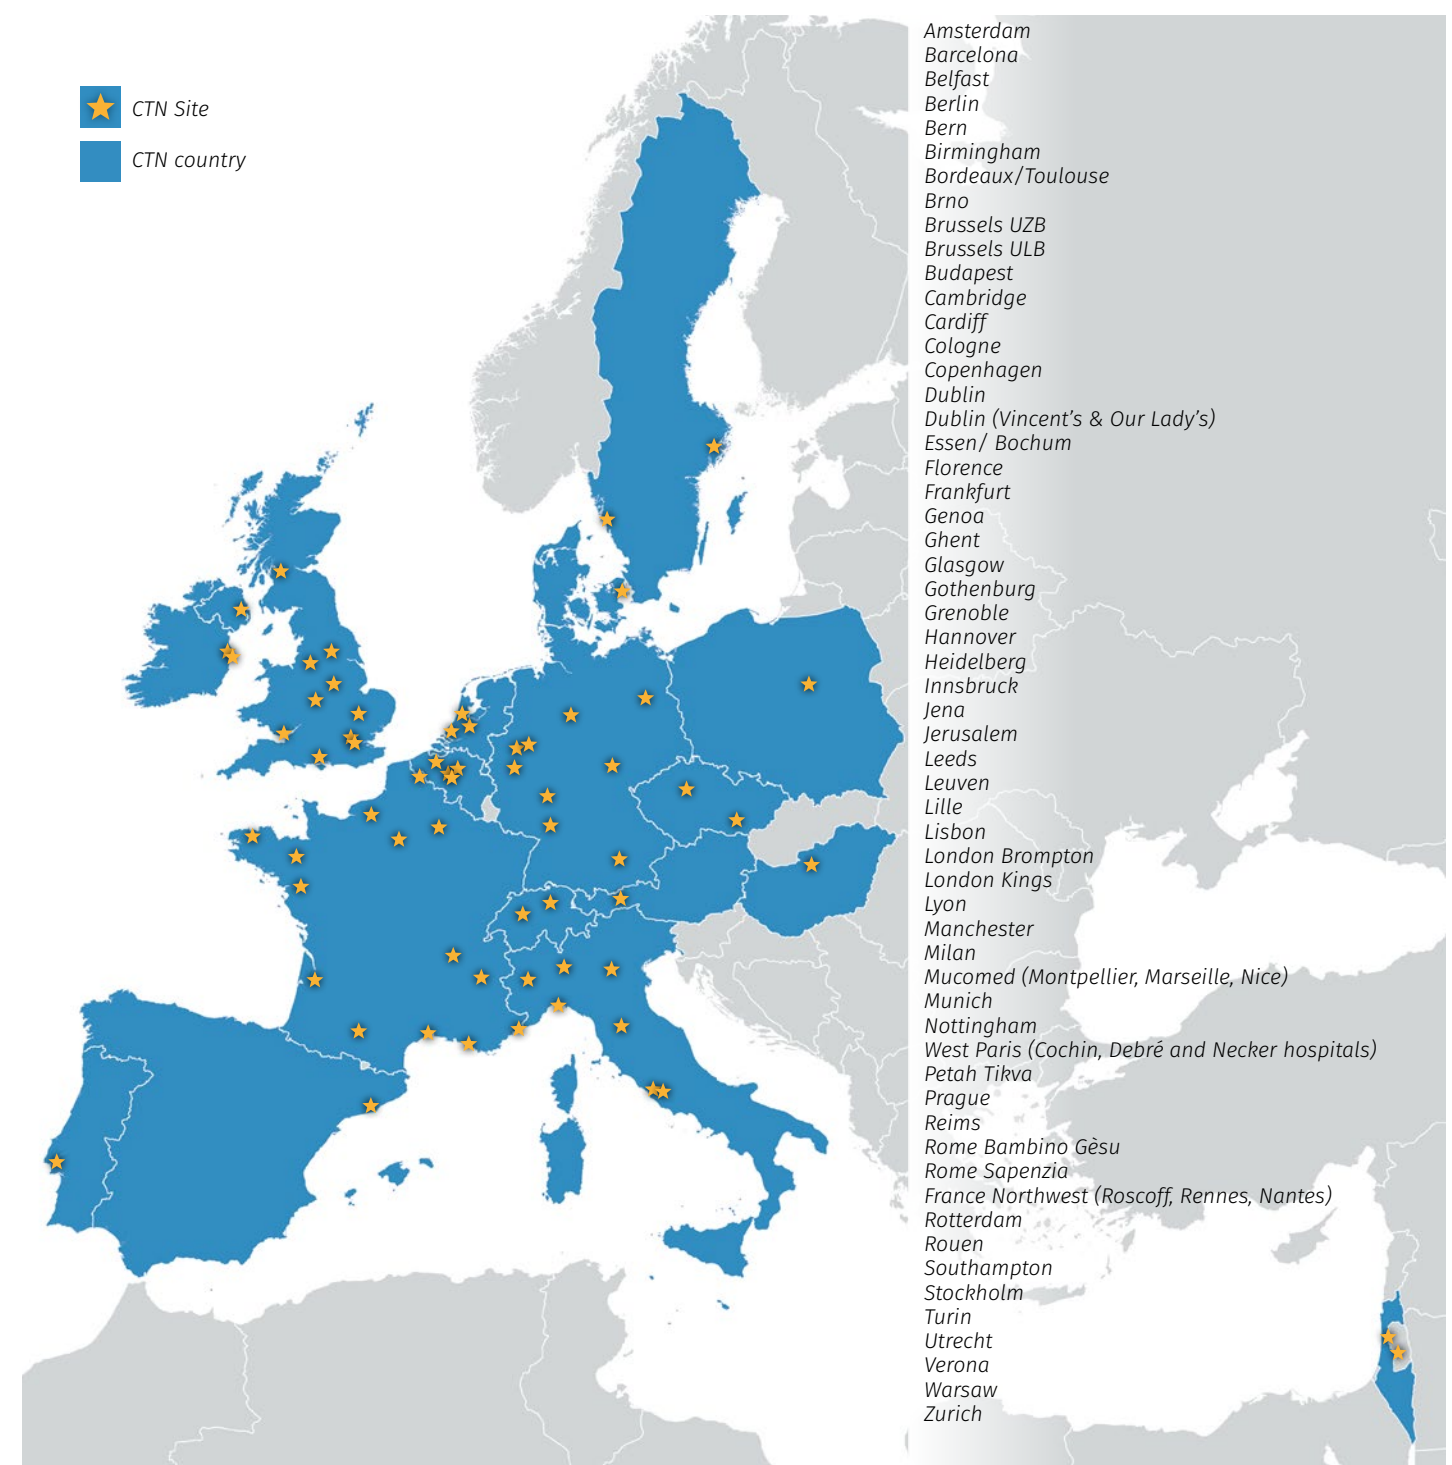 CTN Site
CTN country
Amsterdam
Barcelona
Belfast
Berlin
Bern
Birmingham
Bordeaux/Toulouse
Brno
Brussels UZB
Brussels ULB
Budapest
Cambridge
Cardiff
Cologne
Copenhagen
Dublin
Dublin (Vincent’s & Our Lady’s)
Essen/ Bochum
Florence
Frankfurt
Genoa
Ghent
Glasgow
Gothenburg
Grenoble
Hannover
Heidelberg
Innsbruck
Jena
Jerusalem
Leeds
Leuven
Lille
Lisbon
London Brompton
London Kings
Lyon
Manchester
Milan
Mucomed (Montpellier, Marseille, Nice)
Munich
Nottingham
West Paris (Cochin, Debré and Necker hospitals)
Petah Tikva
Prague
Reims
Rome Bambino Gèsu
Rome Sapenzia
France Northwest (Roscoff, Rennes, Nantes)
Rotterdam
Rouen
Southampton
Stockholm
Turin
Utrecht
Verona
Warsaw
Zurich